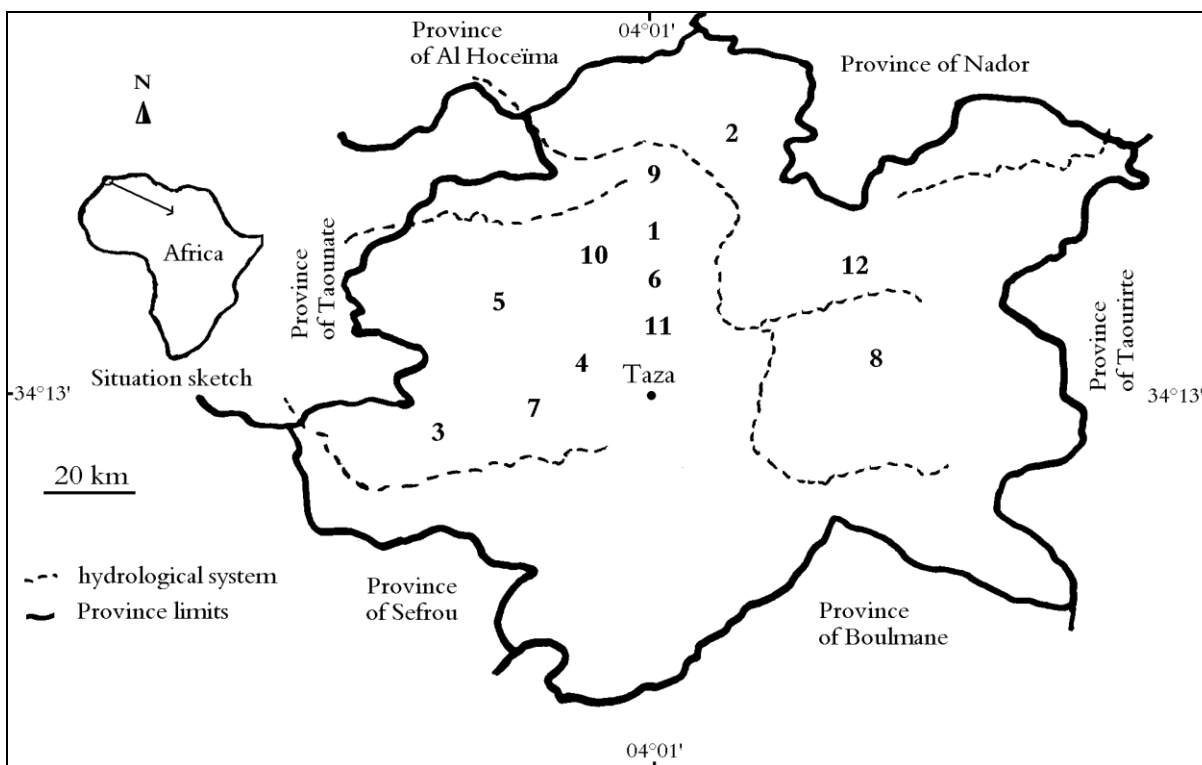 Province
of Al Hoceïma
04°01'
Province of Nador
N
2
9
1
10
6
12
5
11
8
4
7
3
Africa
Province
of Taounate
Situation sketch
Taza
34°13'
34°13'
Province
of Taourirte
20 km
hydrological system
Province limits
Province
of Sefrou
Province
of Boulmane
04°01'